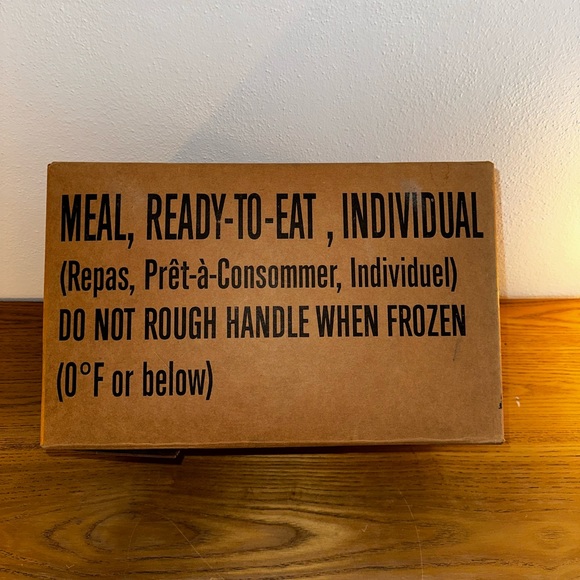 MEAL, READY-TO-EAT , INDIVIDUAL
(Repas, Prêt-à-Consommer, Individuel)
DO NOT ROUGH HANDLE WHEN FROZEN
(0°F or below)